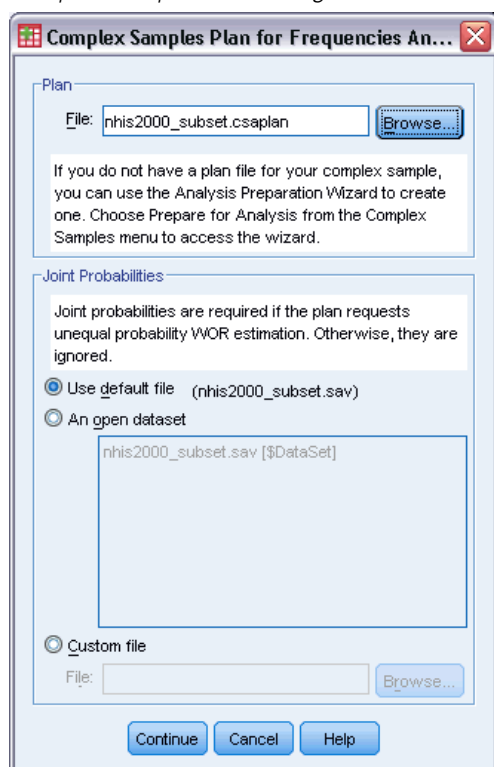 Complex Samples Plan for Frequencies An...
Plan
File: nhis2000_subset.csaplan Browse...
If you do not have a plan file for your complex sample,
you can use the Analysis Preparation Wizard to create
one. Choose Prepare for Analysis from the Complex
Samples menu to access the wizard.
Joint Probabilities
Joint probabilities are required if the plan requests
unequal probability WOR estimation. Otherwise, they are
ignored.
Use default file (nhis2000_subset.sav)
An open dataset
nhis2000_subset.sav [$DataSet]
Custom file
File: Browse...
Continue Cancel Help